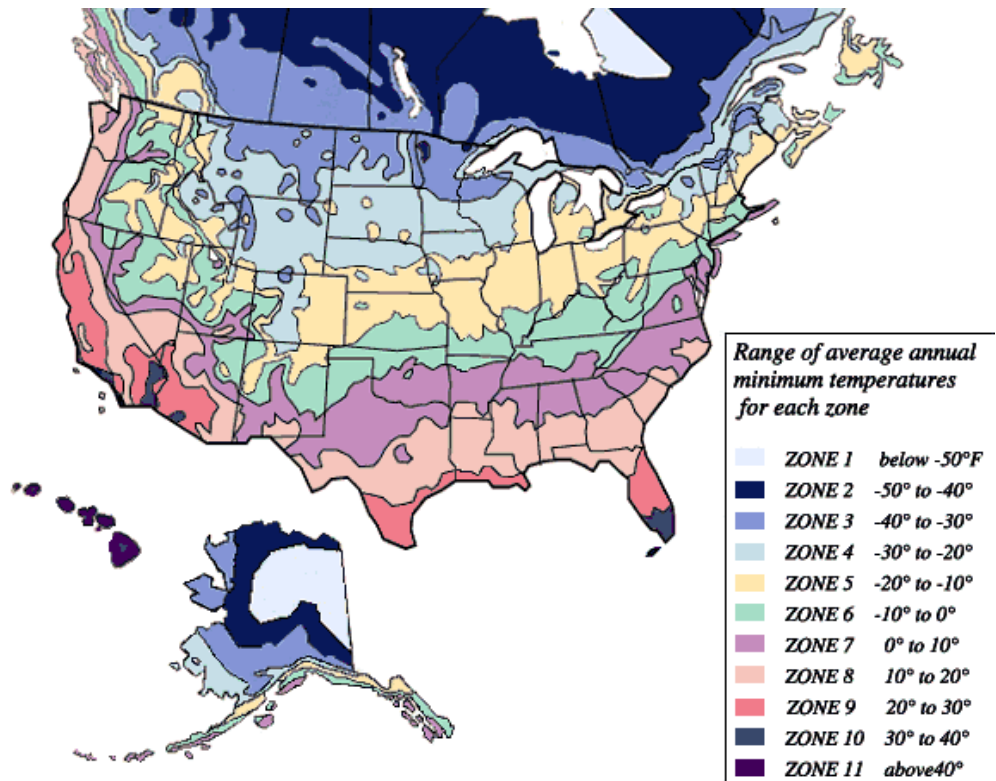 Range of average annual
minimum temperatures
for each zone
ZONE 1 below -50°F
ZONE 2 -50° to -40°
ZONE 3 -40° to -30°
ZONE 4 -30° to -20°
ZONE 5 -20° to -10°
ZONE 6 -10° to 0°
ZONE 7 0° to 10°
ZONE 8 10° to 20°
ZONE 9 20° to 30°
ZONE 10 30° to 40°
ZONE 11 above40°